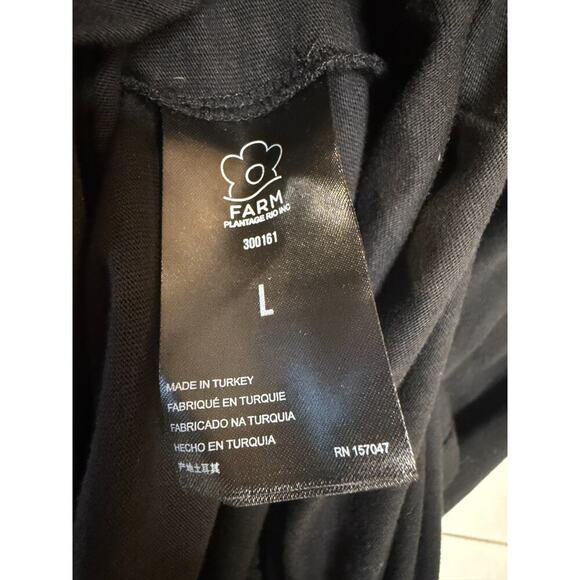 FARM
PLANTAGE RIO INC
300161
L
MADE IN TURKEY
FABRIQUÉ EN TURQUIE
FABRICADO NA TURQUIA
HECHO EN TURQUIA
产地土耳其
RN 157047